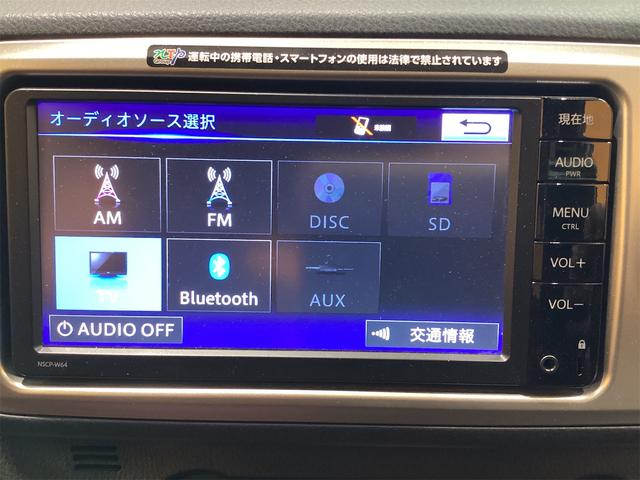 運転中の携帯電話・スマートフォンの使用は法律で禁止されています
オーディオソース選択
未接続
現在地
AUDIO
PWR
AM
FM
DISC
SD
MENU
CTRL
TV
Bluetooth
AUX
VOL+
VOL−
AUDIO OFF
交通情報
NSCP-W64